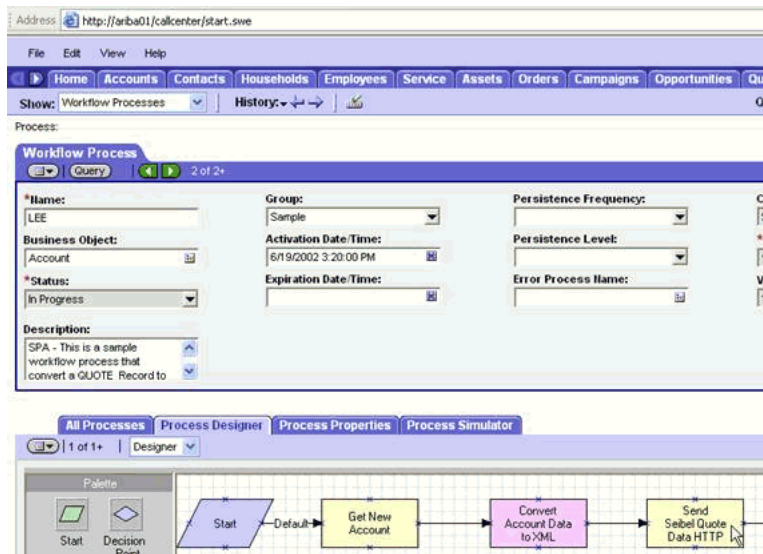 Address http://ariba01/callcenter/start.swe
File Edit View Help
Home Accounts Contacts Households Employees Service Assets Orders Campaigns Opportunities Qu
Show: Workflow Processes History:
Process:
Workflow Process
Query 2 of 2+
*Name: Group: Persistence Frequency:
LEE Sample
Business Object: Activation Date/Time: Persistence Level:
Account 6/19/2002 3:20:00 PM
*Status: Expiration Date/Time: Error Process Name:
In Progress
Description:
SPA - This is a sample
workflow process that
convert a QUOTE Record to
All Processes Process Designer Process Properties Process Simulator
1 of 1+ Designer
Palette
Start Decision
Point
Start Default Get New
Account
Convert
Account Data
to XML
Send
Seibel Quote
Data HTTP